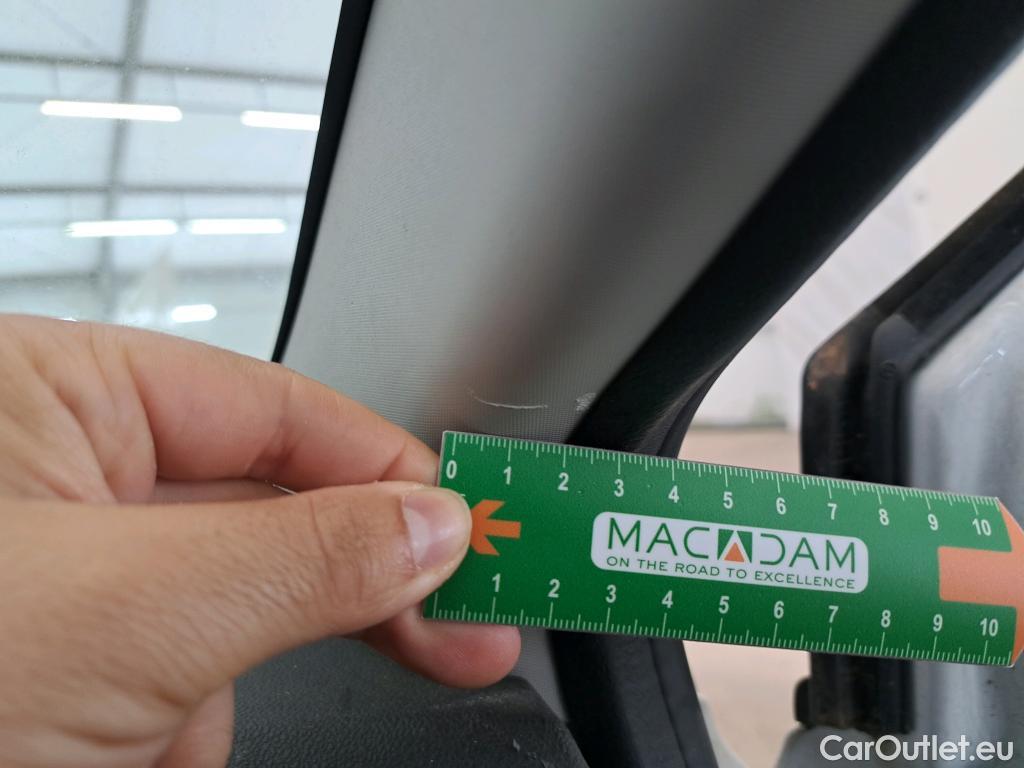 0 1 2 3 4 5 6 7 8 9 10
MACADAM
ON THE ROAD TO EXCELLENCE
1 2 3 4 5 6 7 8 9 10
CarOutlet.eu